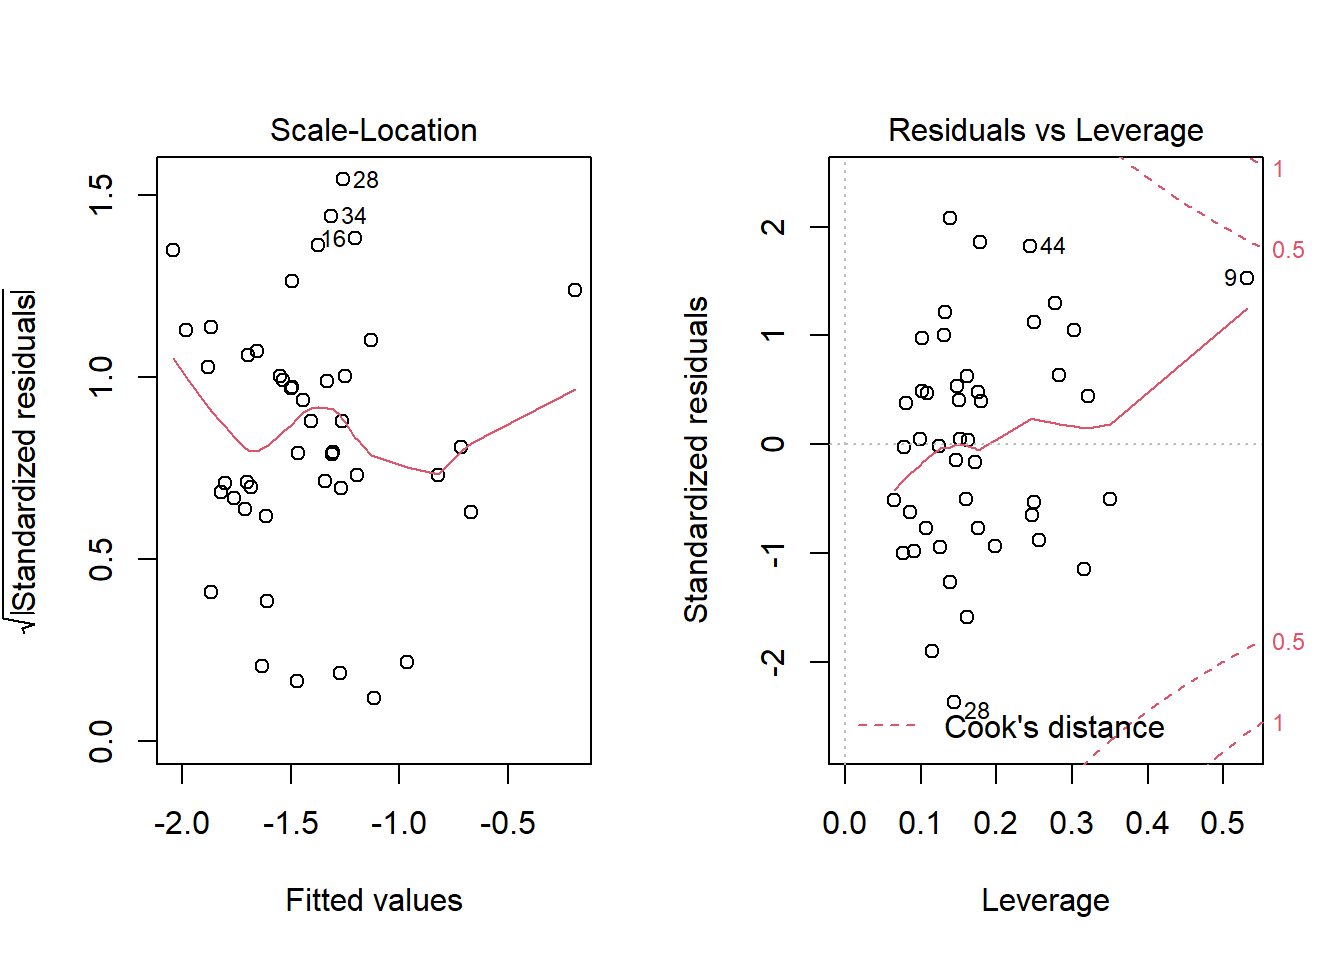 Scale-Location
√|Standardized residuals|
0.0 0.5 1.0 1.5
28
34
16
-2.0 -1.5 -1.0 -0.5
Fitted values
Residuals vs Leverage
Standardized residuals
-2 -1 0 1 2
1
0.5
44
9
0.5
28
1
Cook's distance
0.0 0.1 0.2 0.3 0.4 0.5
Leverage